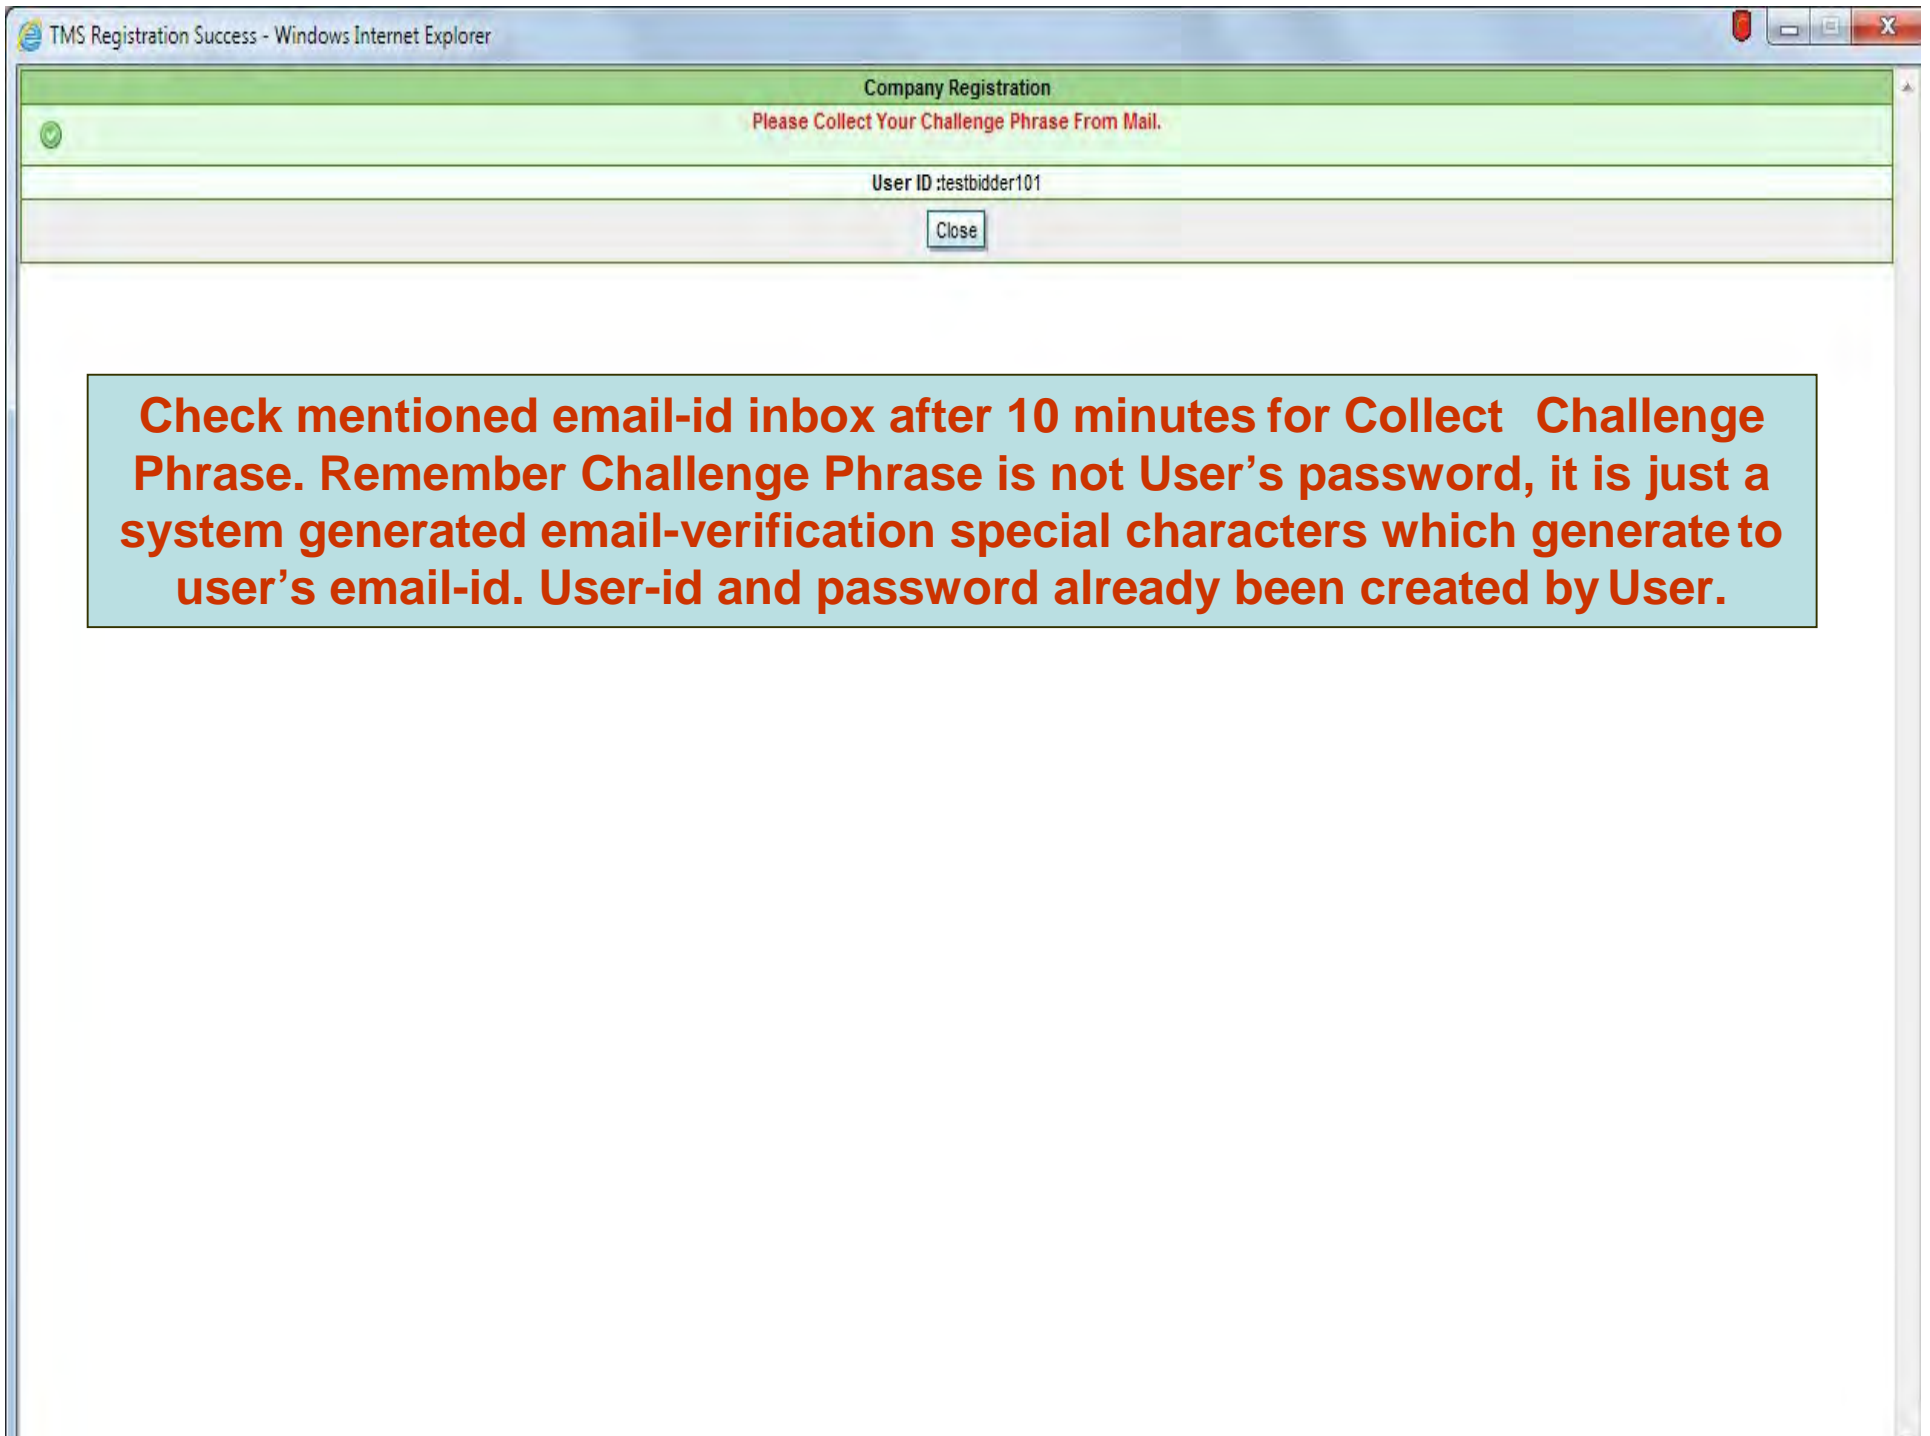 TMS Registration Success - Windows Internet Explorer
X
Company Registration
Please Collect Your Challenge Phrase From Mail.
User ID :testbidder101
Close
Check mentioned email-id inbox after 10 minutes for Collect Challenge
Phrase. Remember Challenge Phrase is not User’s password, it is just a
system generated email-verification special characters which generate to
user’s email-id. User-id and password already been created by User.